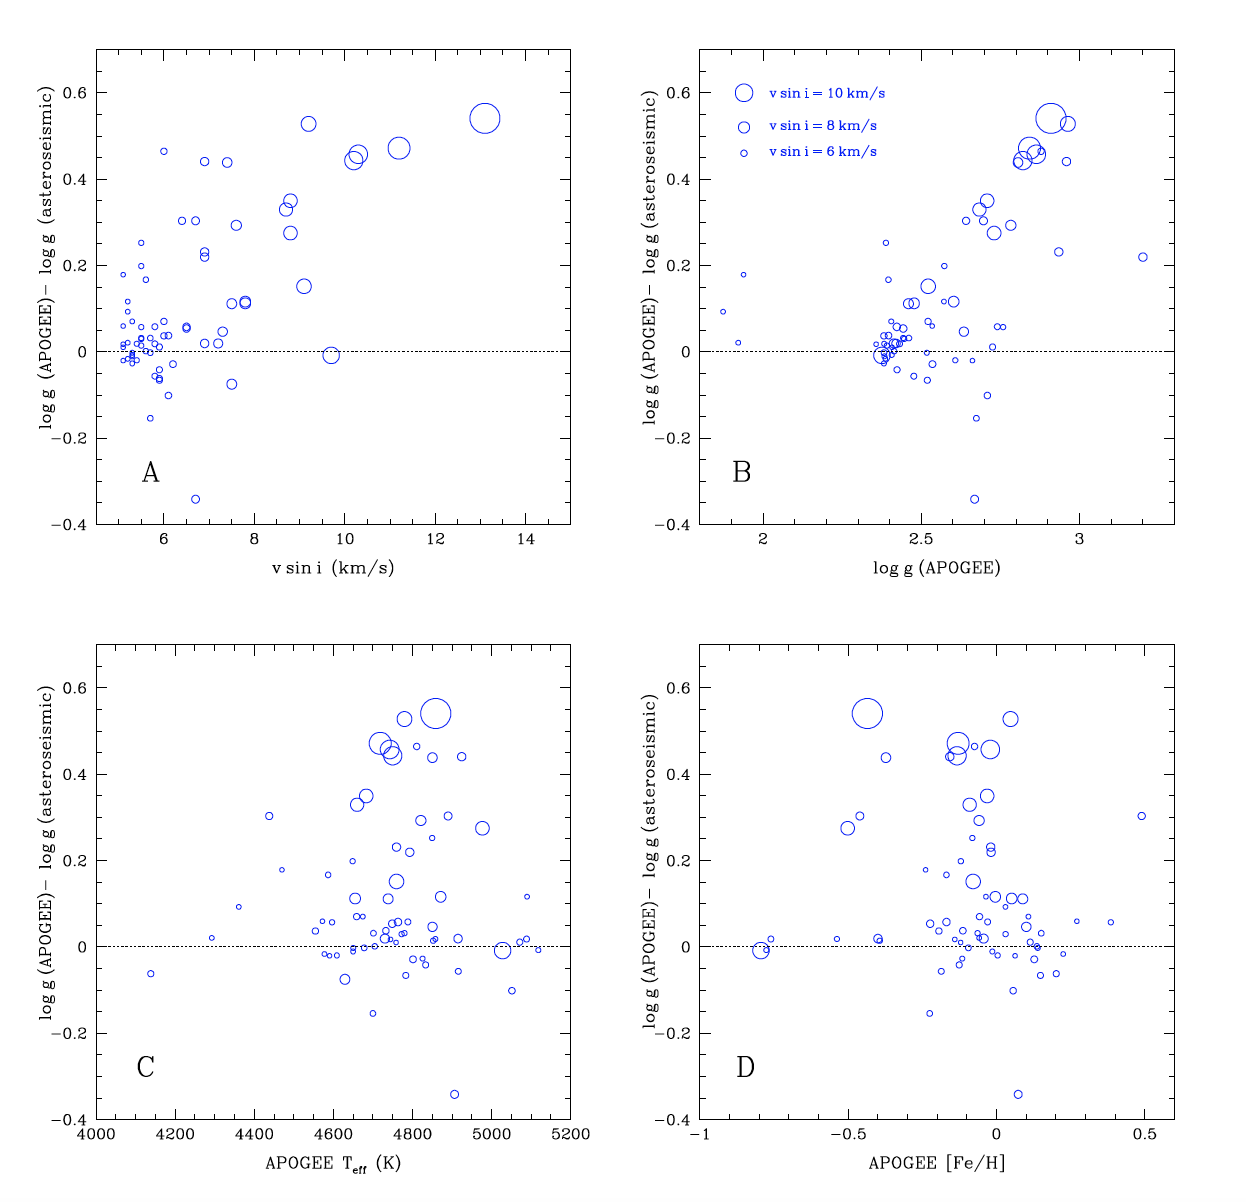 log g (APOGEE)− log g (asteroseismic)
0.6
0.4
0.2
0
−0.2
−0.4
A
6
8
10
12
14
v sin i (km/s)
log g (APOGEE)− log g (asteroseismic)
0.6
0.4
0.2
0
−0.2
−0.4
v sin i = 10 km/s
v sin i = 8 km/s
v sin i = 6 km/s
B
2
2.5
3
log g (APOGEE)
log g (APOGEE)− log g (asteroseismic)
0.6
0.4
0.2
0
−0.2
−0.4
C
4000
4200
4400
4600
4800
5000
5200
APOGEE Teff (K)
log g (APOGEE)− log g (asteroseismic)
0.6
0.4
0.2
0
−0.2
−0.4
D
−1
−0.5
0
0.5
APOGEE [Fe/H]